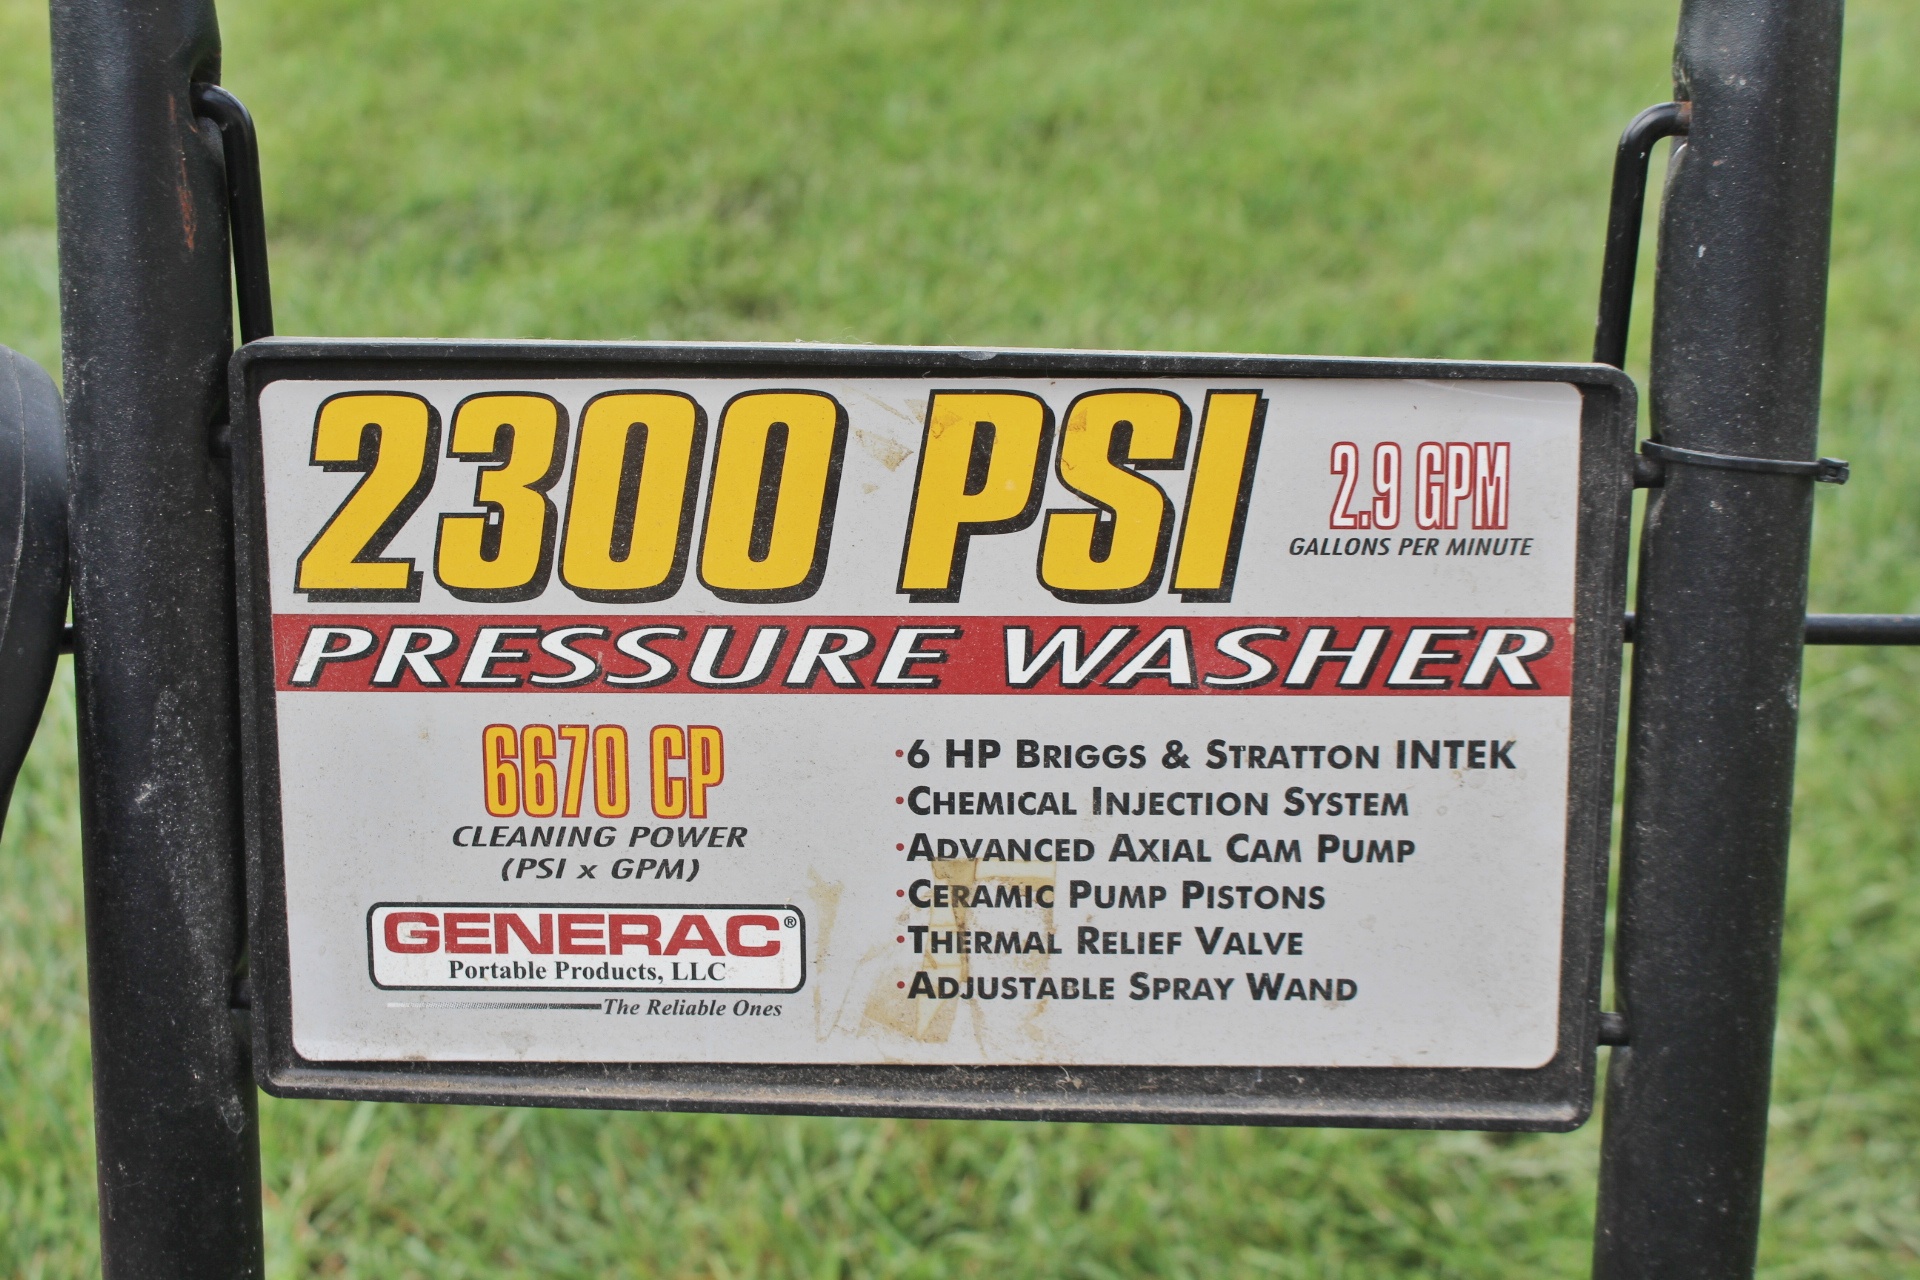 2300 PSI
2.9 GPM
GALLONS PER MINUTE
PRESSURE WASHER
6670 CP
CLEANING POWER
(PSI x GPM)
GENERAC®
Portable Products, LLC
The Reliable Ones
•6 HP BRIGGS & STRATTON INTEK
•CHEMICAL INJECTION SYSTEM
•ADVANCED AXIAL CAM PUMP
•CERAMIC PUMP PISTONS
•THERMAL RELIEF VALVE
•ADJUSTABLE SPRAY WAND